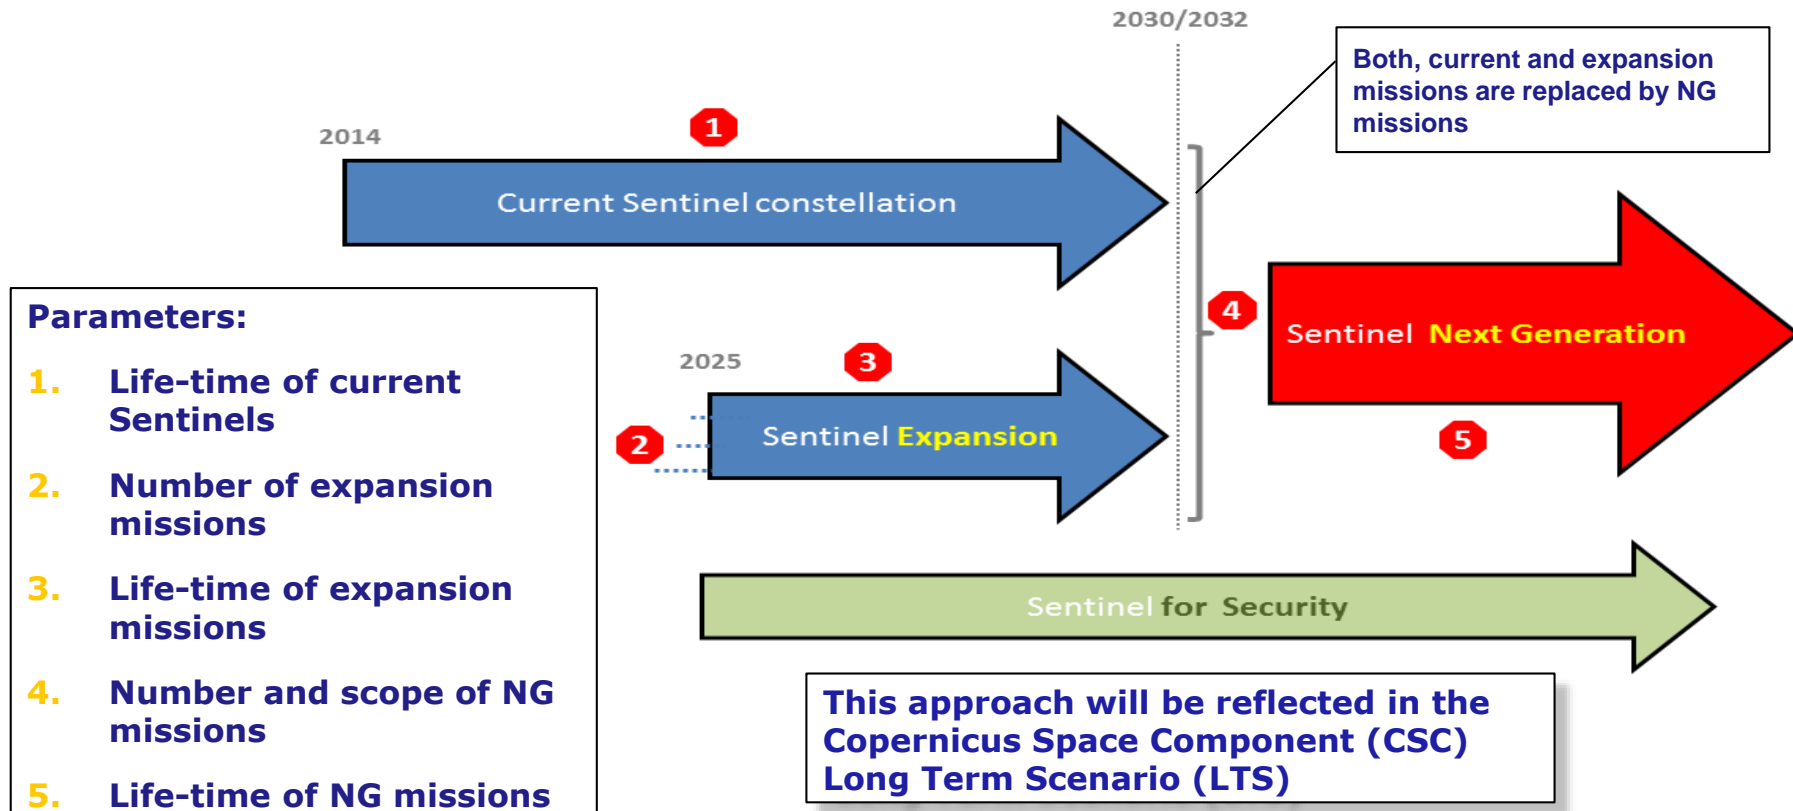 2030/2032
Both, current and expansion
missions are replaced by NG
missions
2014
1
Current Sentinel constellation
4
Sentinel Next Generation
5
2025
3
2
Sentinel Expansion
Sentinel for Security
Parameters:
1. Life-time of current
Sentinels
2. Number of expansion
missions
3. Life-time of expansion
missions
4. Number and scope of NG
missions
5. Life-time of NG missions
This approach will be reflected in the
Copernicus Space Component (CSC)
Long Term Scenario (LTS)